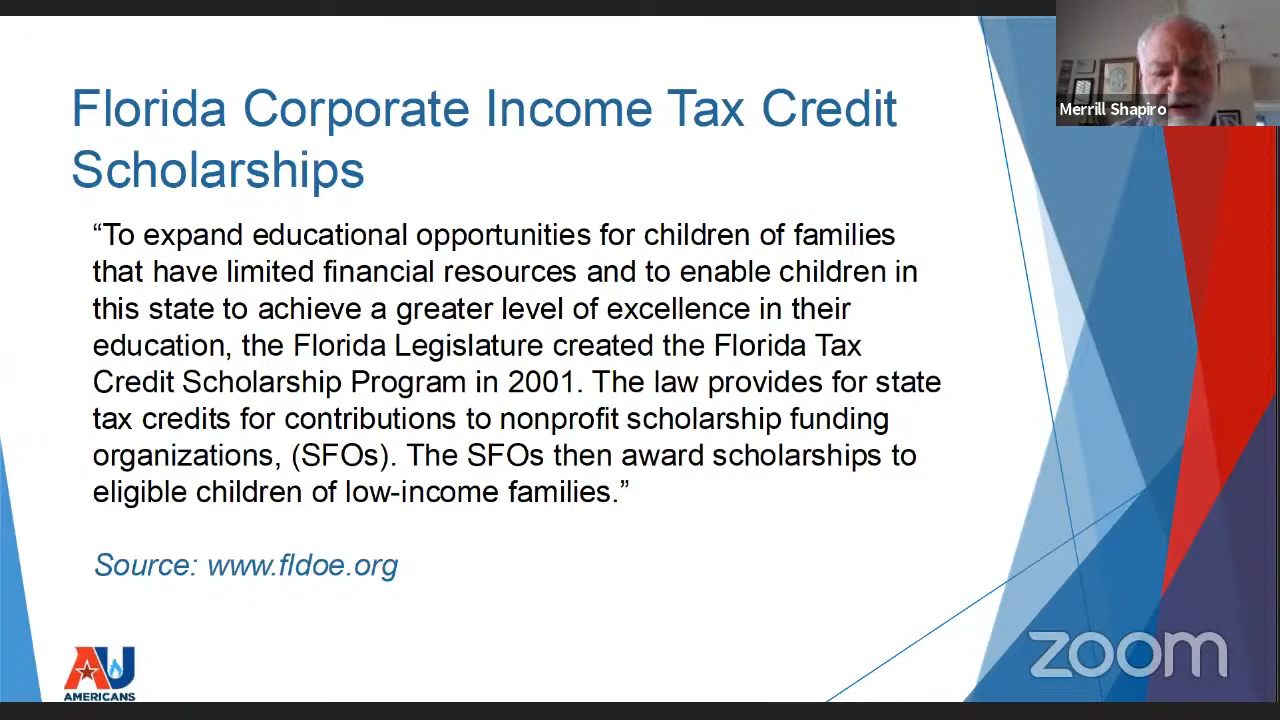 Florida Corporate Income Tax Credit
Scholarships
“To expand educational opportunities for children of families
that have limited financial resources and to enable children in
this state to achieve a greater level of excellence in their
education, the Florida Legislature created the Florida Tax
Credit Scholarship Program in 2001. The law provides for state
tax credits for contributions to nonprofit scholarship funding
organizations, (SFOs). The SFOs then award scholarships to
eligible children of low-income families.”
Source: www.fldoe.org
AU
AMERICANS
Merrill Shapiro
zoom